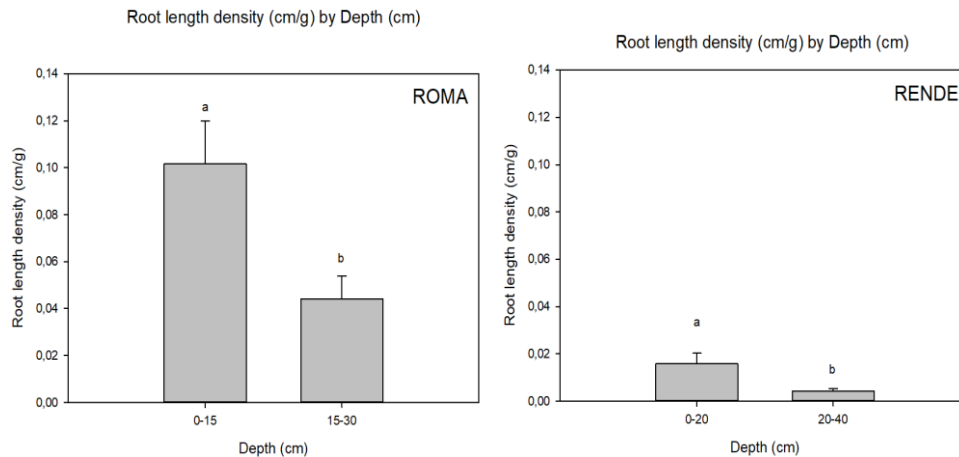 Root length density (cm/g) by Depth (cm)
ROMA
Root length density (cm/g)
0,14
0,12
0,10
0,08
0,06
0,04
0,02
0,00
a
b
0-15 15-30
Depth (cm)
Root length density (cm/g) by Depth (cm)
RENDE
Root length density (cm/g)
0,14
0,12
0,10
0,08
0,06
0,04
0,02
0,00
a
b
0-20 20-40
Depth (cm)